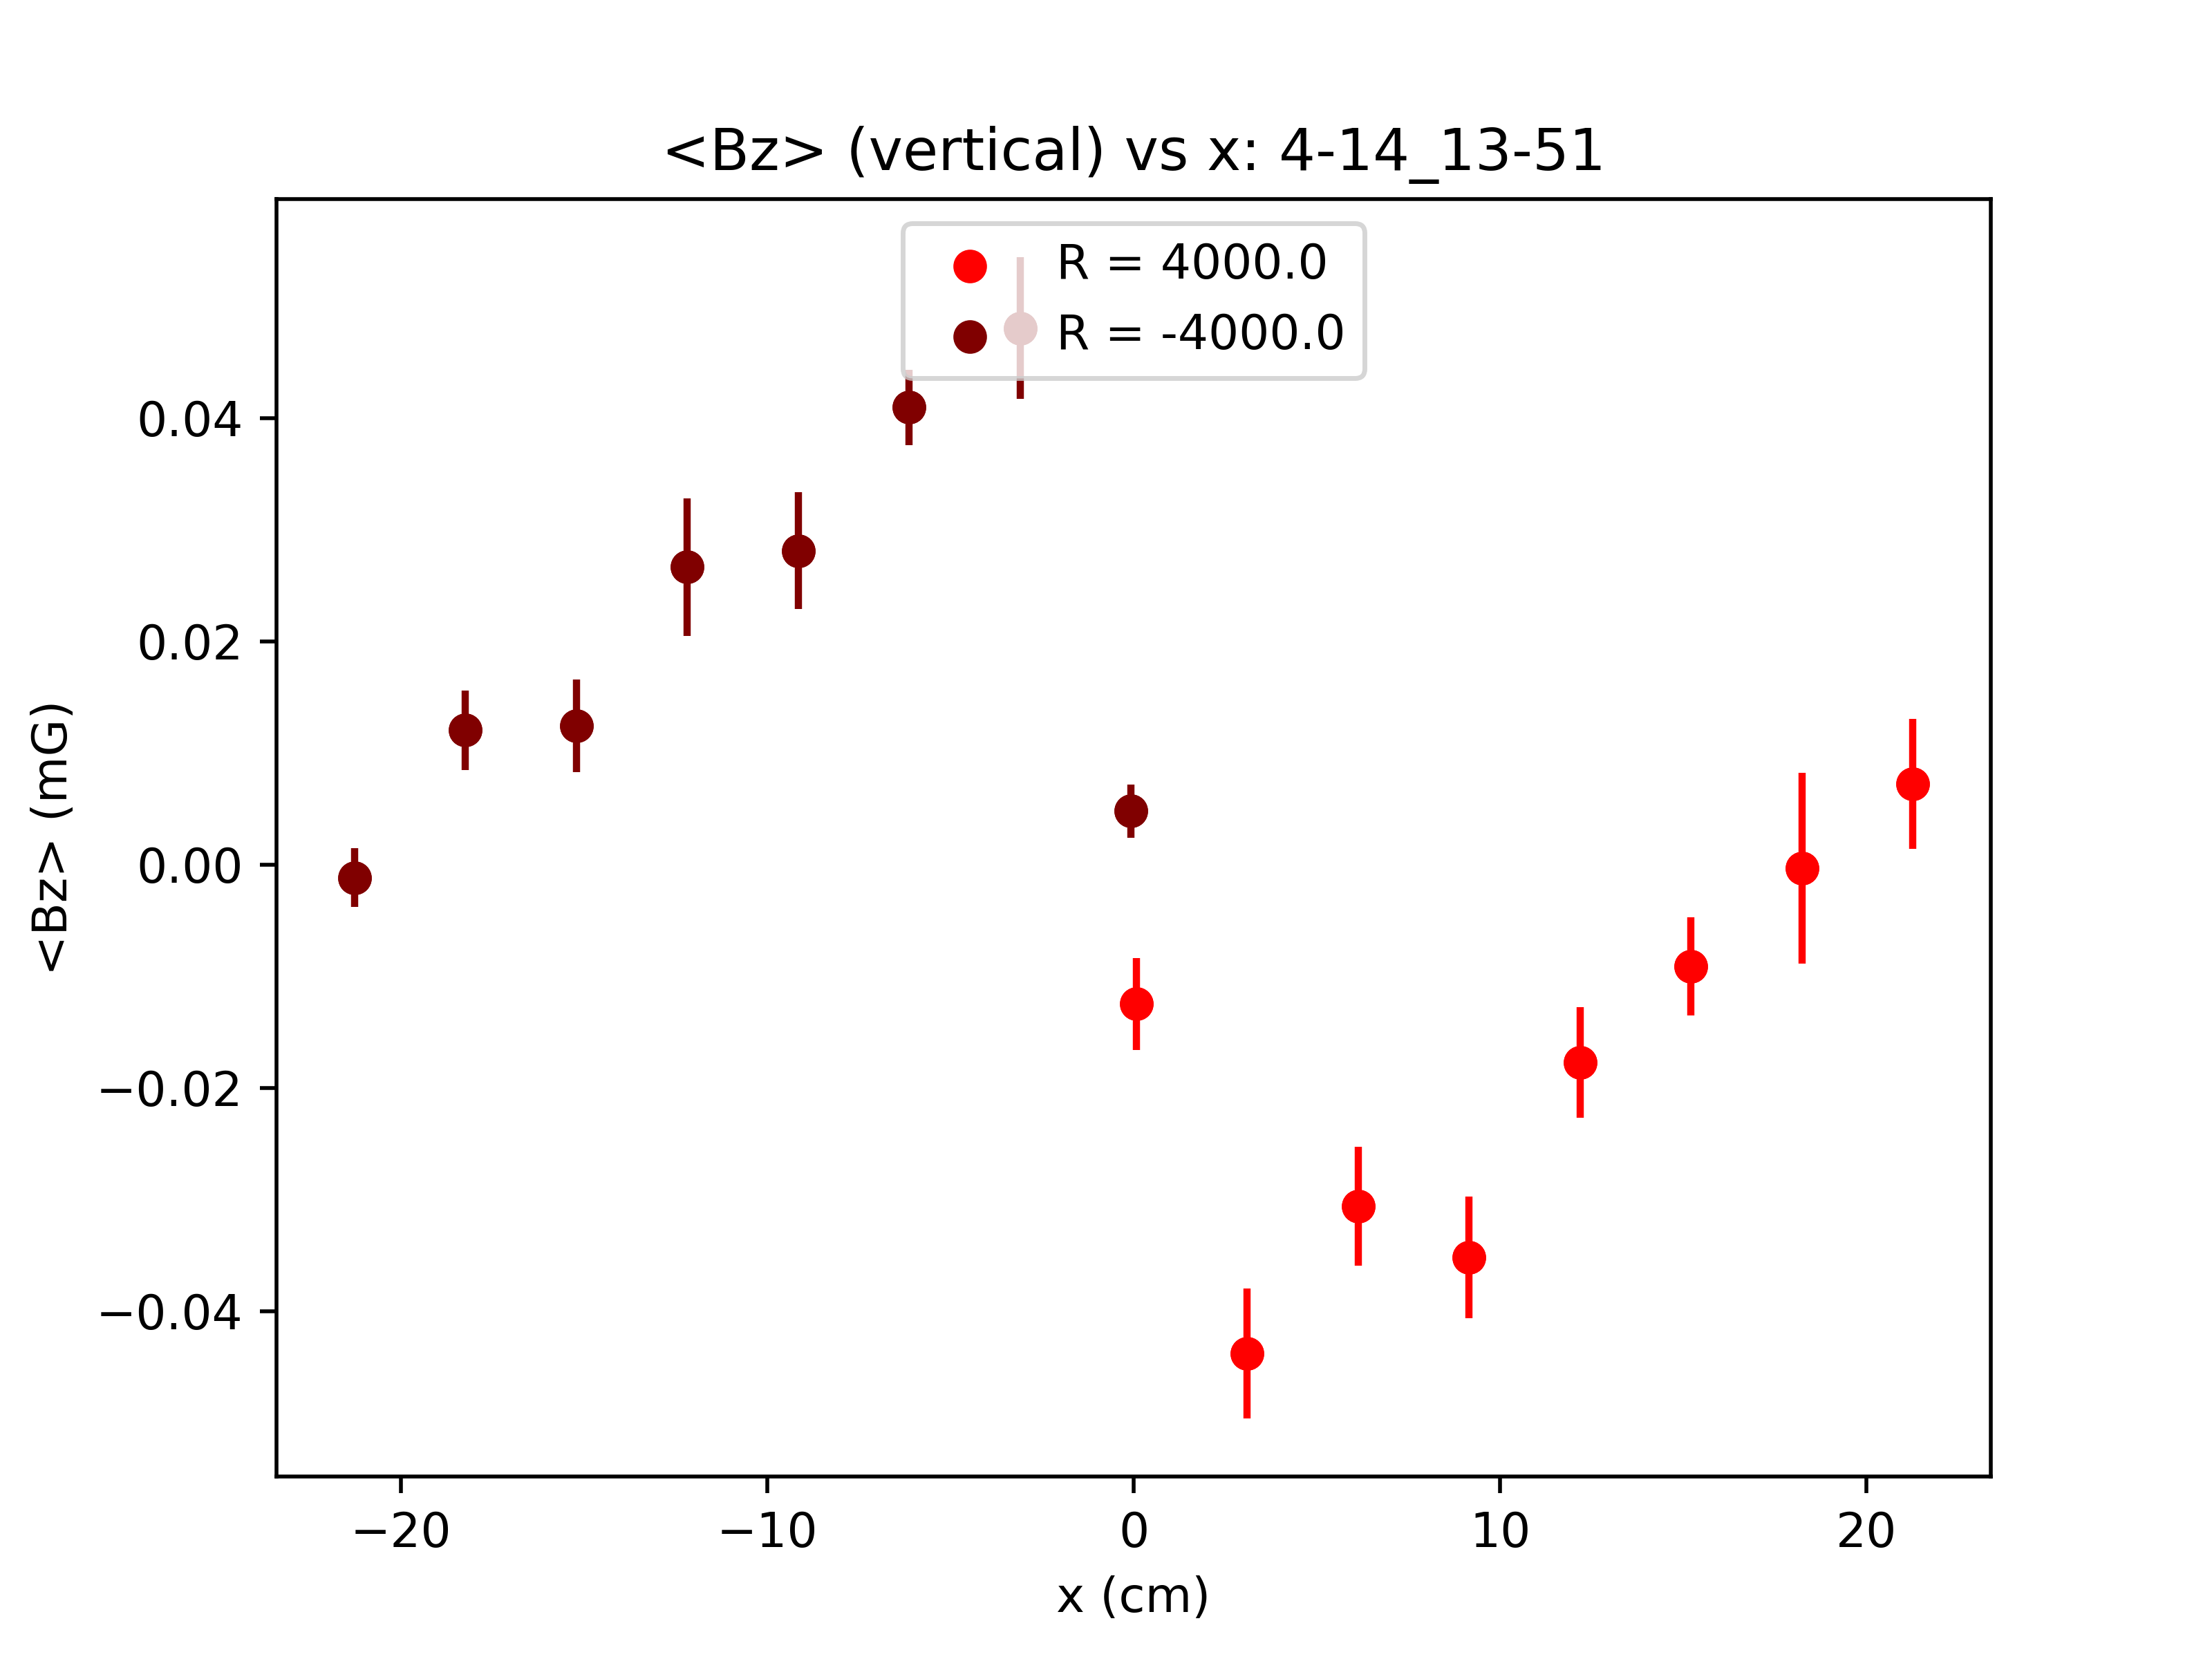 <Bz> (vertical) vs x: 4-14_13-51
R = 4000.0
R = -4000.0
0.04
0.02
0.00
−0.02
−0.04
<Bz> (mG)
−20
−10
0
10
20
x (cm)